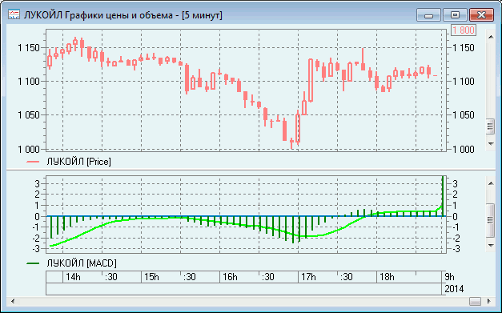 ЛУКОЙЛ Графики цены и объема - [5 минут]
1 800
1 150 1 150
1 100 1 100
1 050 1 050
1 000 1 000
ЛУКОЙЛ [Price]
3 3
2 2
1 1
0 0
-1 -1
-2 -2
-3 -3
ЛУКОЙЛ [MACD]
14h :30 15h :30 16h :30 17h :30 18h 9h
2014